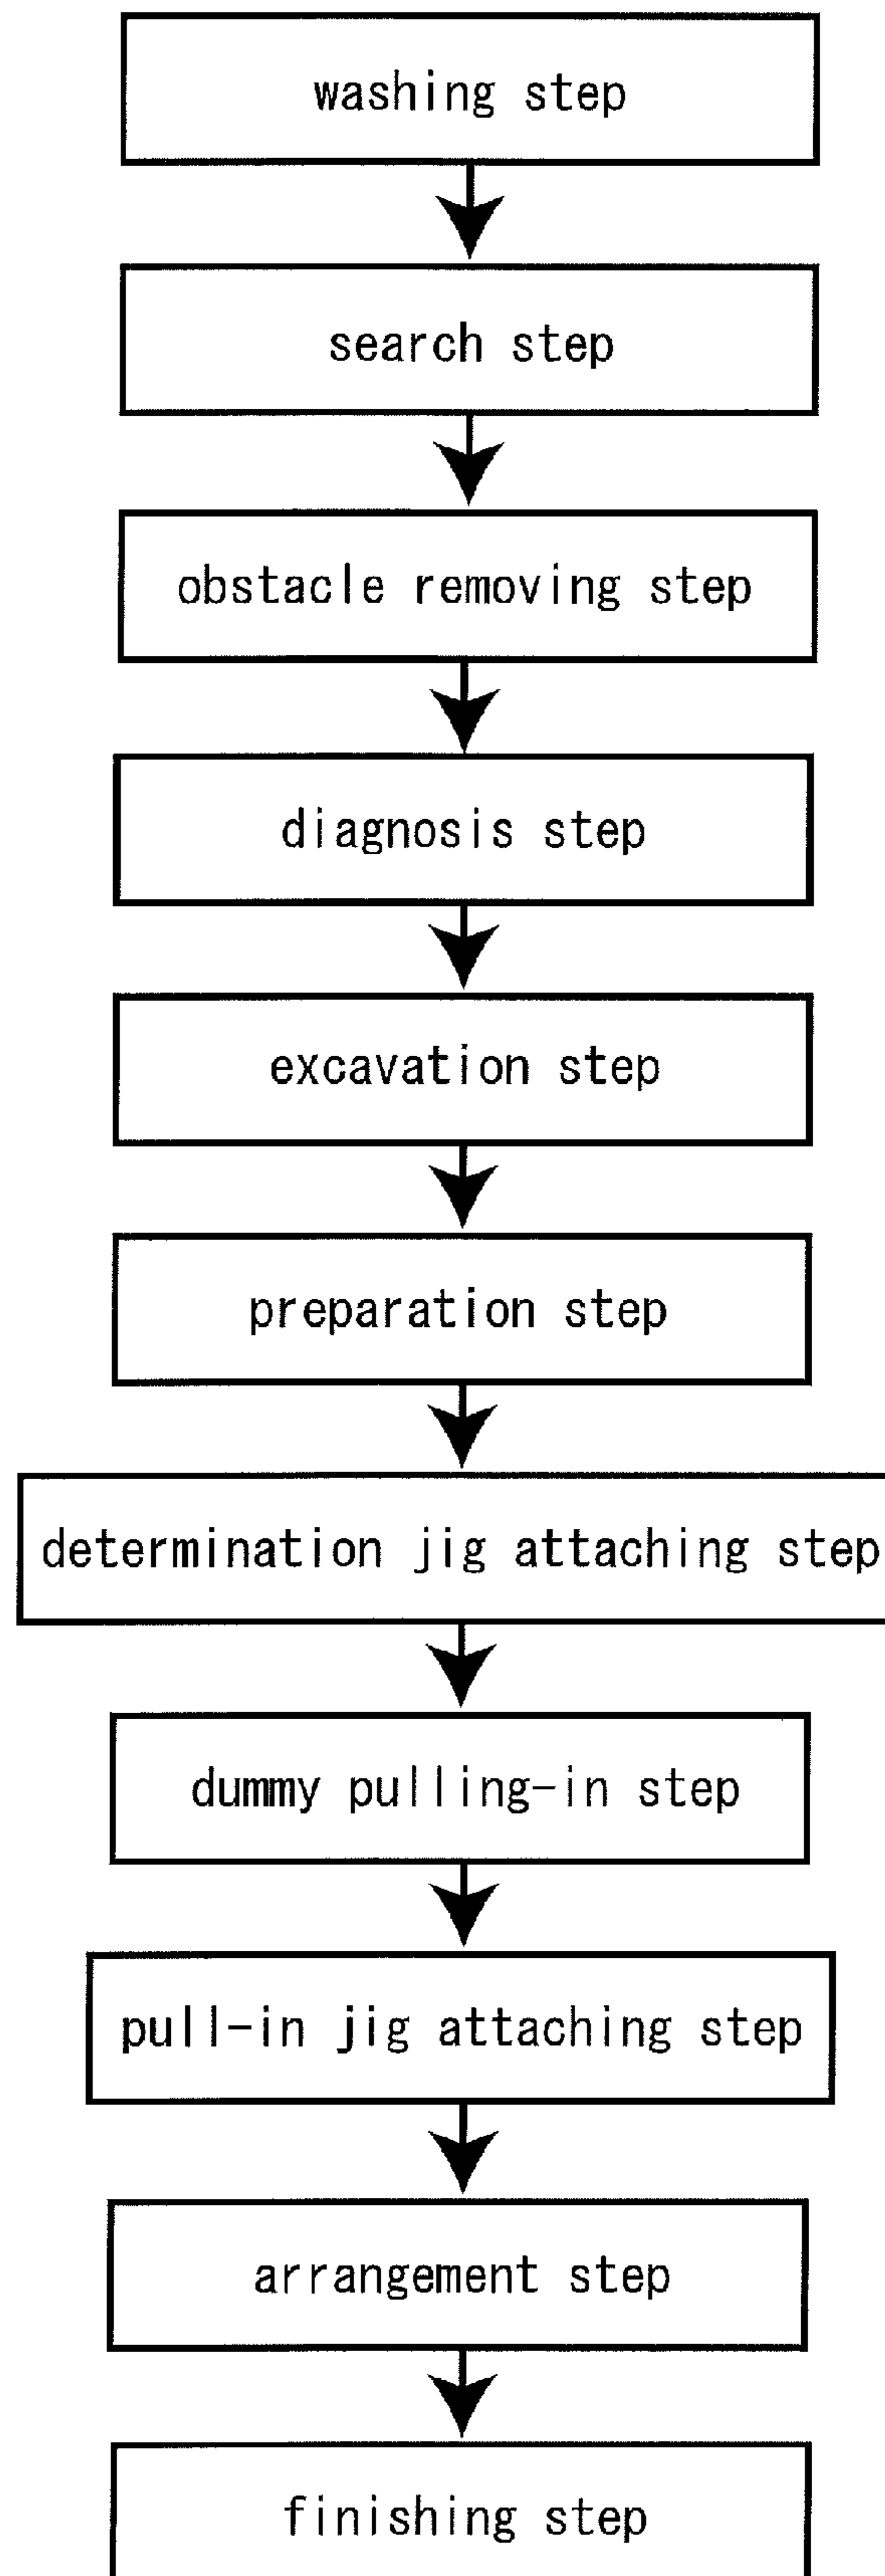 washing step
search step
obstacle removing step
diagnosis step
excavation step
preparation step
determination jig attaching step
dummy pulling-in step
pull-in jig attaching step
arrangement step
finishing step